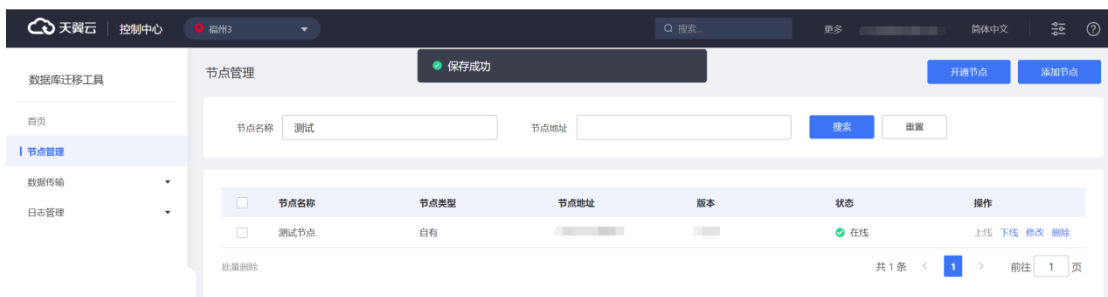 天翼云 控制中心 福州3 搜索... 更多 简体中文
保存成功
数据库迁移工具 节点管理 开通节点 添加节点
首页
节点名称 测试 节点地址 搜索 重置
节点管理
数据传输
节点名称 节点类型 节点地址 版本 状态 操作
日志管理
测试节点 自有 在线 上线 下线 修改 删除
批量删除 共 1 条 1 前往 1 页